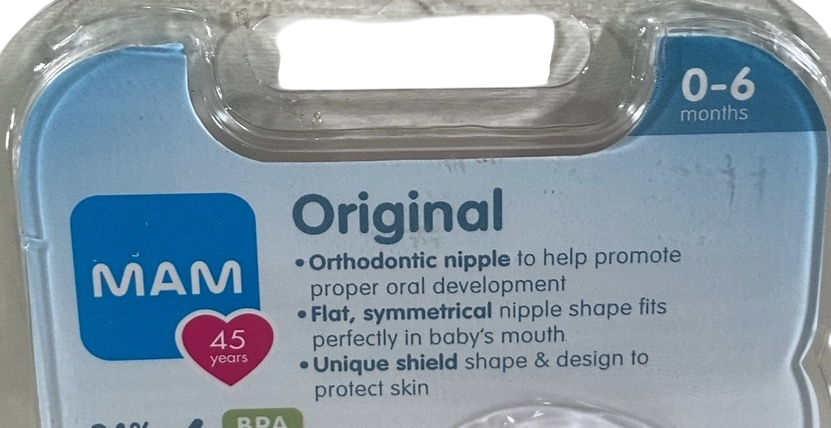 0-6
months
Original
• Orthodontic nipple to help promote
proper oral development
• Flat, symmetrical nipple shape fits
perfectly in baby's mouth
• Unique shield shape & design to
protect skin
MAM
45
years
BPA